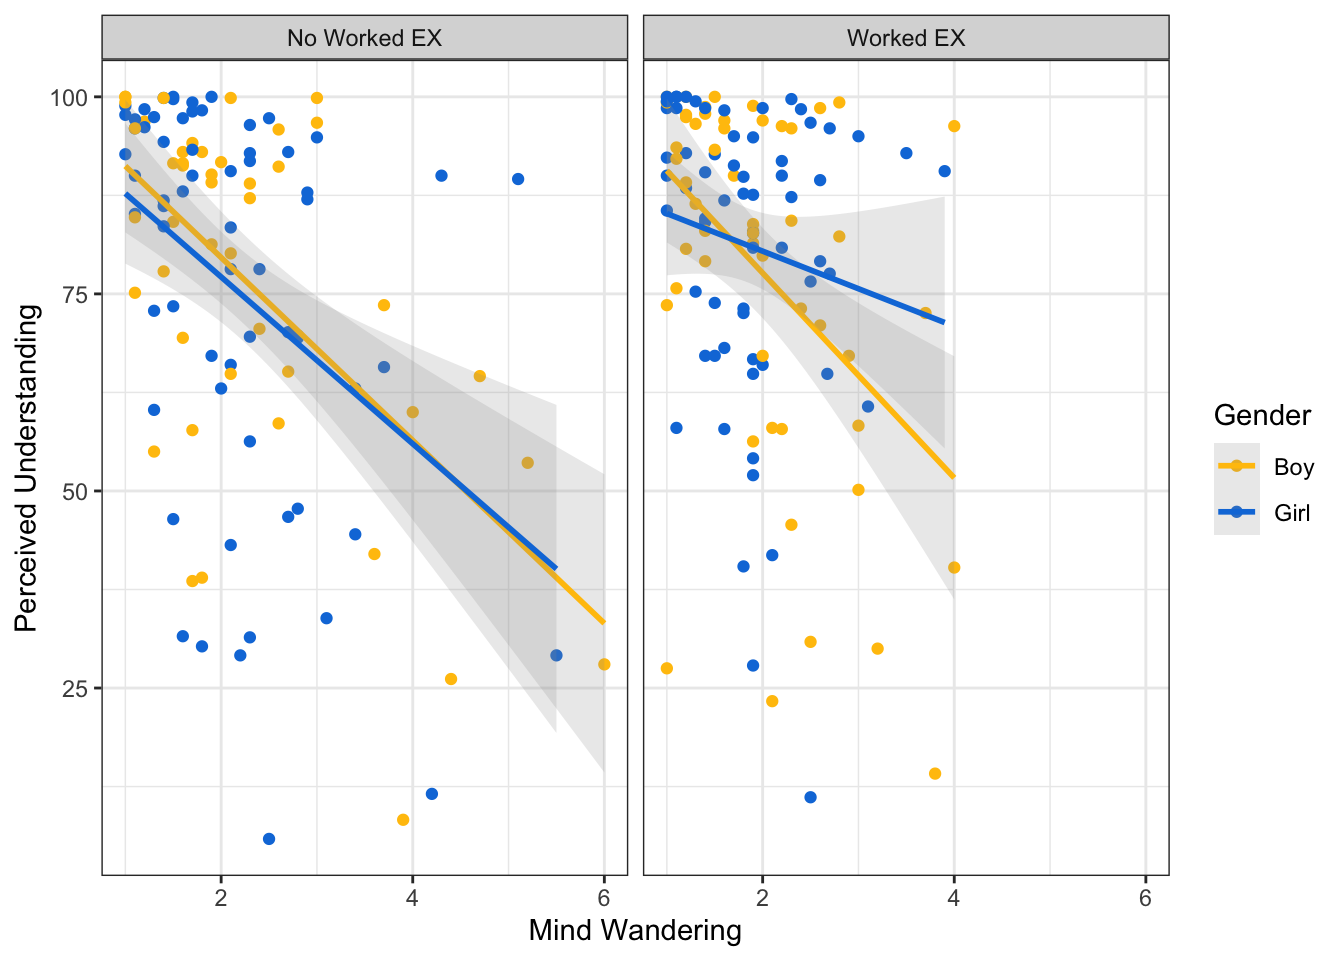 No Worked EX
Worked EX
100
75
50
25
Perceived Understanding
2
4
6
2
4
6
Mind Wandering
Gender
Boy
Girl